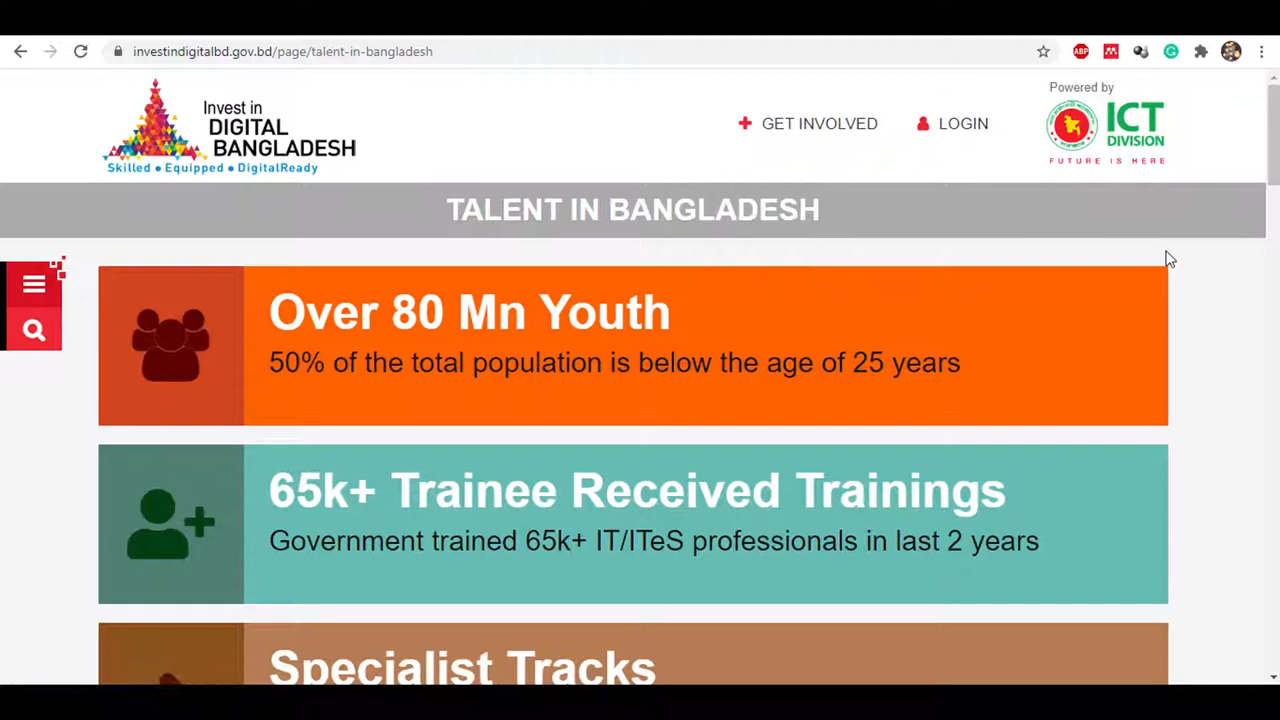 investindigitalbd.gov.bd/page/talent-in-bangladesh
ABP
Invest in
DIGITAL
BANGLADESH
Skilled • Equipped • DigitalReady
GET INVOLVED
LOGIN
Powered by
ICT
DIVISION
FUTURE IS HERE
TALENT IN BANGLADESH
Over 80 Mn Youth
50% of the total population is below the age of 25 years
65k+ Trainee Received Trainings
Government trained 65k+ IT/ITeS professionals in last 2 years
Specialist Tracks